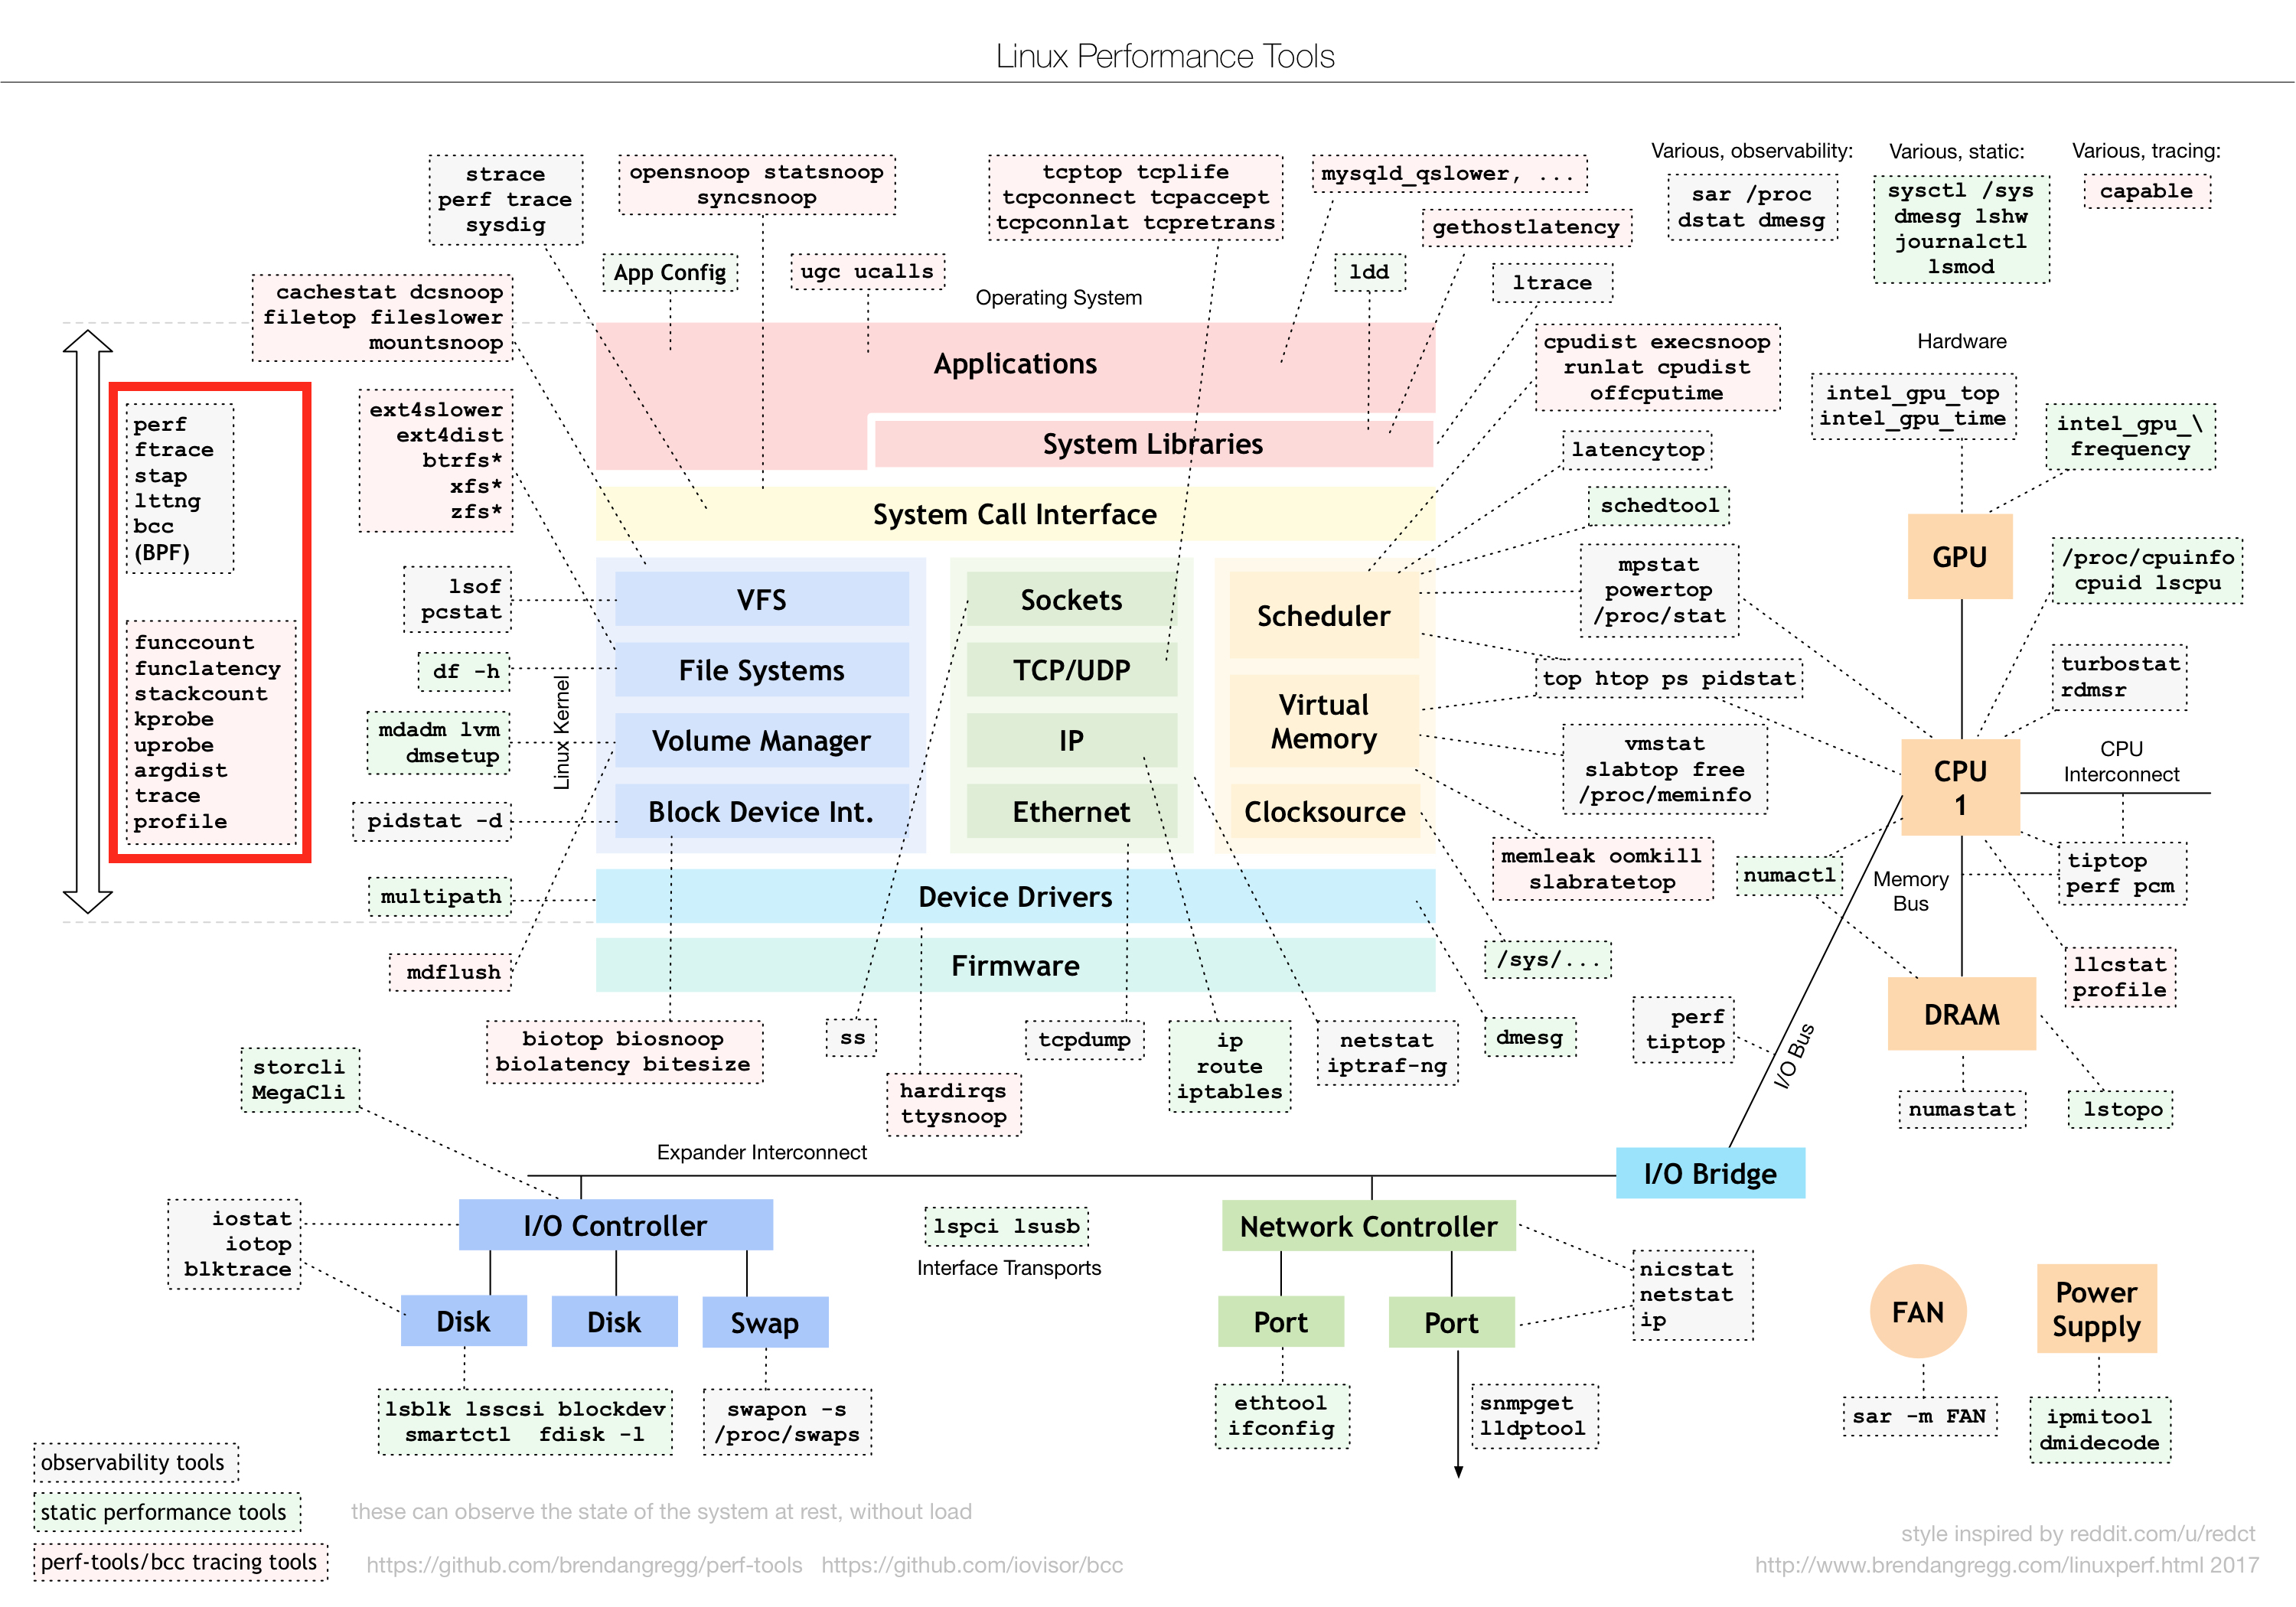 Linux Performance Tools
strace
perf trace
sysdig
opensnoop statsnoop
syncsnoop
tcptop tcplife
tcpconnect tcpaccept
tcpconnlat tcpretrans
mysqld_qslower, ...
gethostlatency
Various, observability:
sar /proc
dstat dmesg
Various, static:
sysctl /sys
dmesg lshw
journalctl
lsmod
Various, tracing:
capable
App Config
ugc ucalls
ldd
ltrace
Operating System
cachestat dcsnoop
filetop fileslower
mountsnoop
perf
ftrace
stap
lttng
bcc
(BPF)
funccount
funclatency
stackcount
kprobe
uprobe
argdist
trace
profile
ext4slower
ext4dist
btrfs*
xfs*
zfs*
lsof
pcstat
df -h
mdadm lvm
dmsetup
pidstat -d
multipath
mdflush
Linux Kernel
Applications
System Libraries
System Call Interface
VFS
File Systems
Volume Manager
Block Device Int.
Sockets
TCP/UDP
IP
Ethernet
Scheduler
Virtual
Memory
Clocksource
Device Drivers
Firmware
cpudist execsnoop
runlat cpudist
offcputime
latencytop
schedtool
mpstat
powertop
/proc/stat
top htop ps pidstat
vmstat
slabtop free
/proc/meminfo
memleak oomkill
slabratetop
/sys/...
dmesg
Hardware
intel_gpu_top
intel_gpu_time
intel_gpu_\
frequency
GPU
/proc/cpuinfo
cpuid lscpu
turbostat
rdmsr
CPU
1
CPU
Interconnect
numactl
Memory
Bus
tiptop
perf pcm
llcstat
profile
DRAM
perf
tiptop
I/O Bus
numastat
lstopo
biotop biosnoop
biolatency bitesize
ss
hardirqs
ttysnoop
tcpdump
ip
route
iptables
netstat
iptraf-ng
storcli
MegaCli
Expander Interconnect
I/O Bridge
iostat
iotop
blktrace
I/O Controller
lspci lsusb
Interface Transports
Network Controller
nicstat
netstat
ip
Disk
Disk
Swap
Port
Port
FAN
Power
Supply
lsblk lsscsi blockdev
smartctl  fdisk -l
swapon -s
/proc/swaps
ethtool
ifconfig
snmpget
lldptool
sar -m FAN
ipmitool
dmidecode
observability tools
static performance tools
these can observe the state of the system at rest, without load
perf-tools/bcc tracing tools
https://github.com/brendangregg/perf-tools   https://github.com/iovisor/bcc
style inspired by reddit.com/u/redct
http://www.brendangregg.com/linuxperf.html 2017